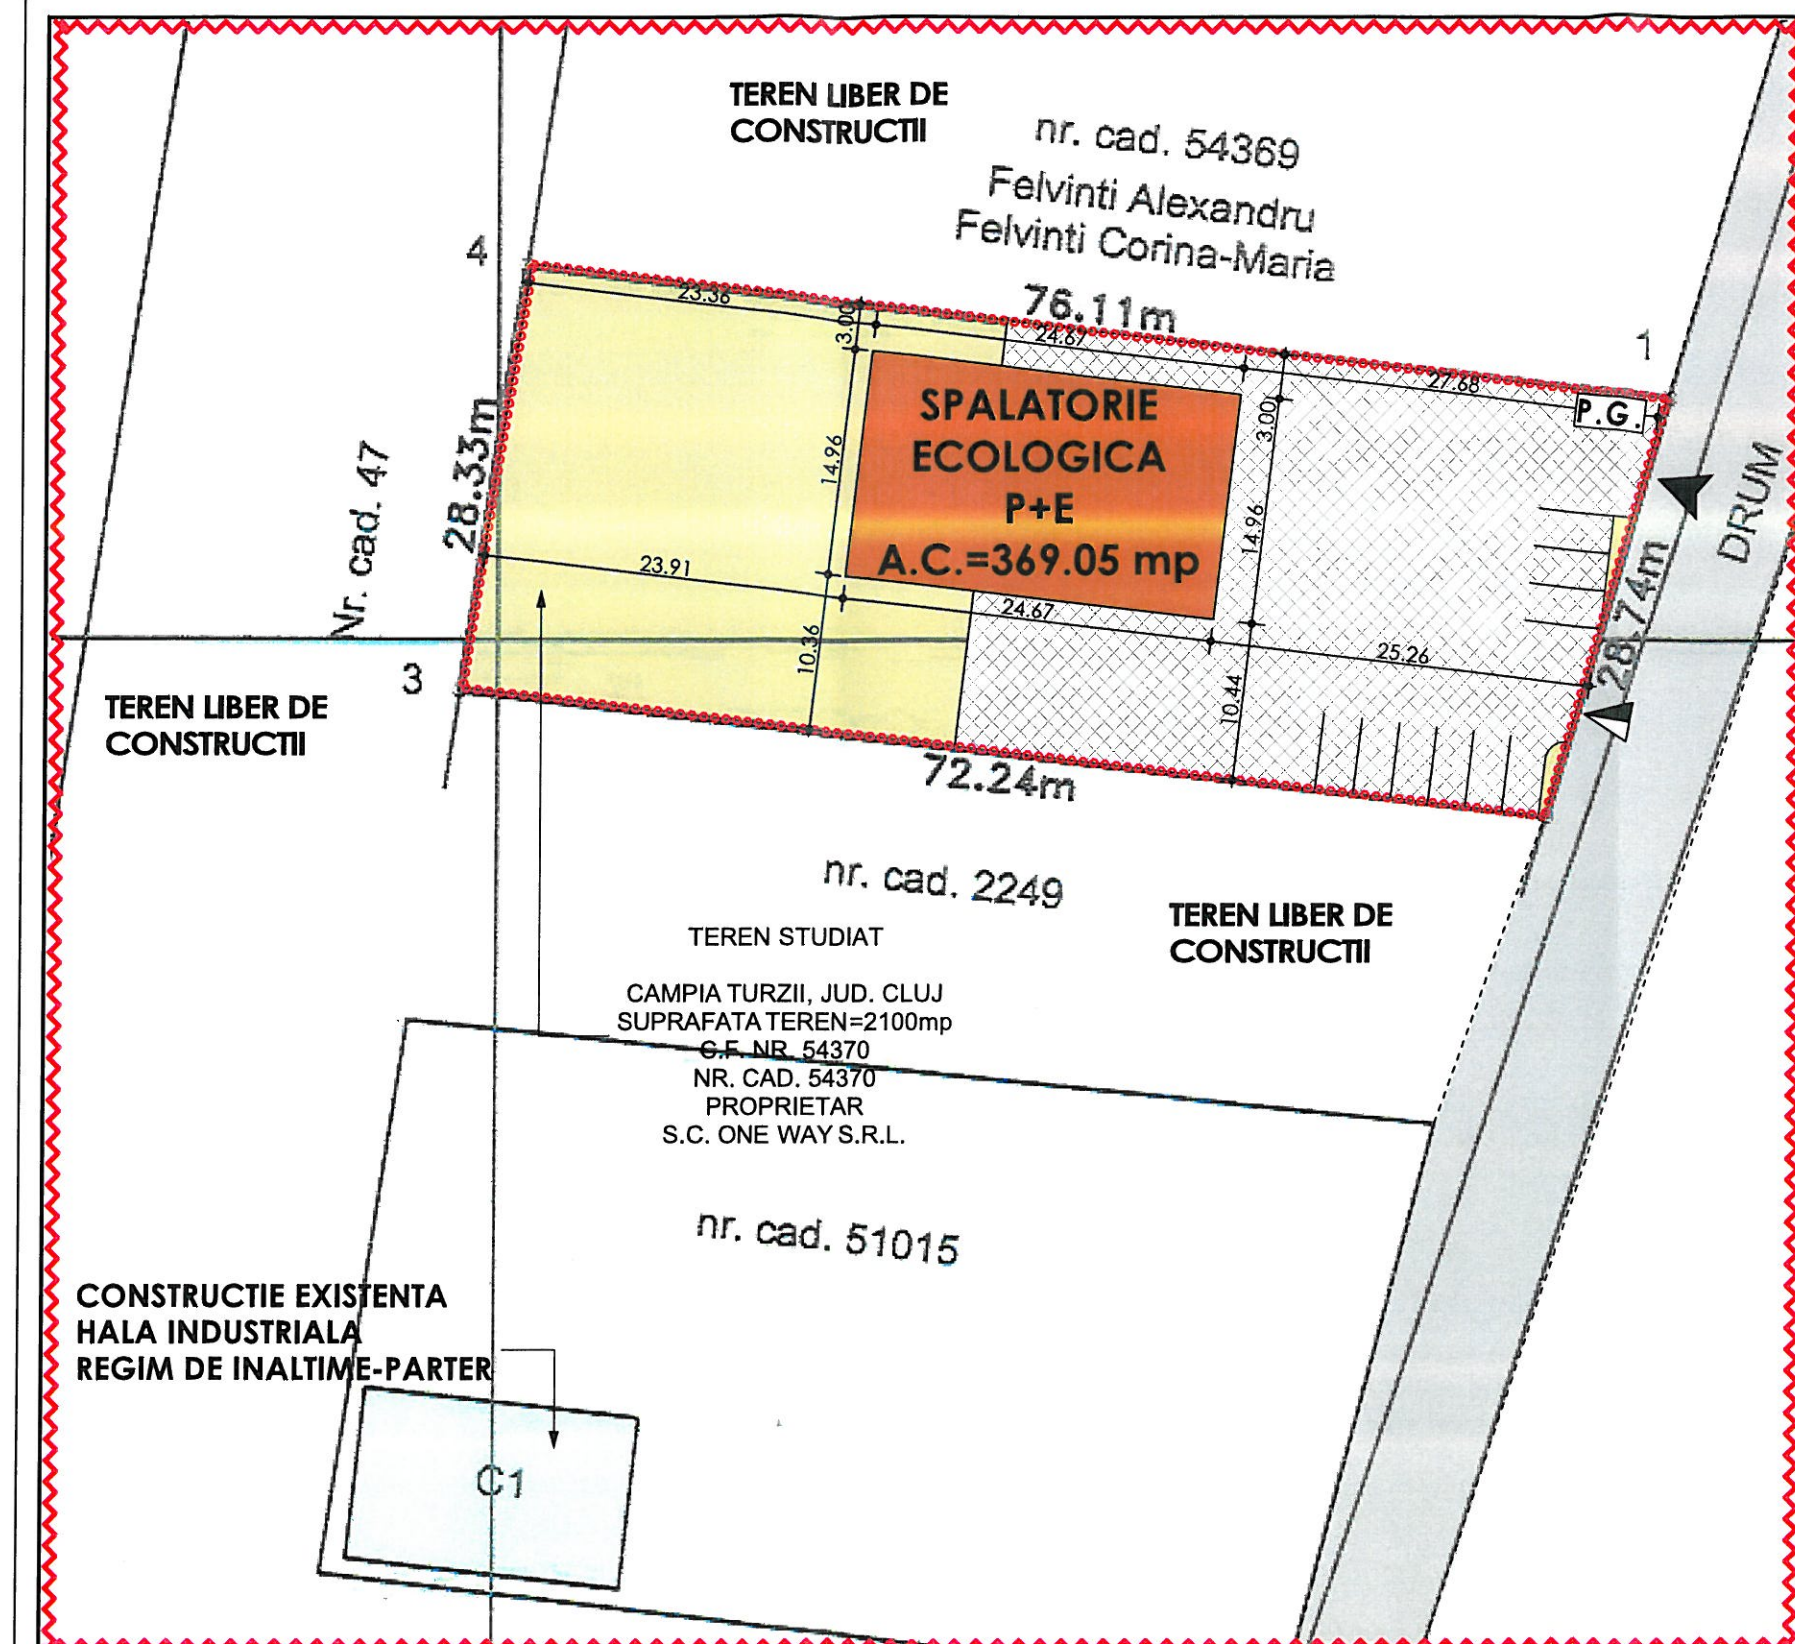 TEREN LIBER DE
CONSTRUCTII
nr. cad. 54369
Felvinti Alexandru
Felvinti Corina-Maria
4
76.11m
1
23.36
3.00
24.67
27.68
P.G.
SPALATORIE
ECOLOGICA
P+E
A.C.=369.05 mp
3.00
14.96
14.96
28.33m
Nr. cad. 47
DRUM
28.74m
23.91
24.67
25.26
10.36
10.44
3
TEREN LIBER DE
CONSTRUCTII
72.24m
nr. cad. 2249
TEREN LIBER DE
CONSTRUCTII
TEREN STUDIAT
CAMPIA TURZII, JUD. CLUJ
SUPRAFATA TEREN=2100mp
C.F. NR. 54370
NR. CAD. 54370
PROPRIETAR
S.C. ONE WAY S.R.L.
nr. cad. 51015
CONSTRUCTIE EXISTENTA
HALA INDUSTRIALA
REGIM DE INALTIME-PARTER
C1